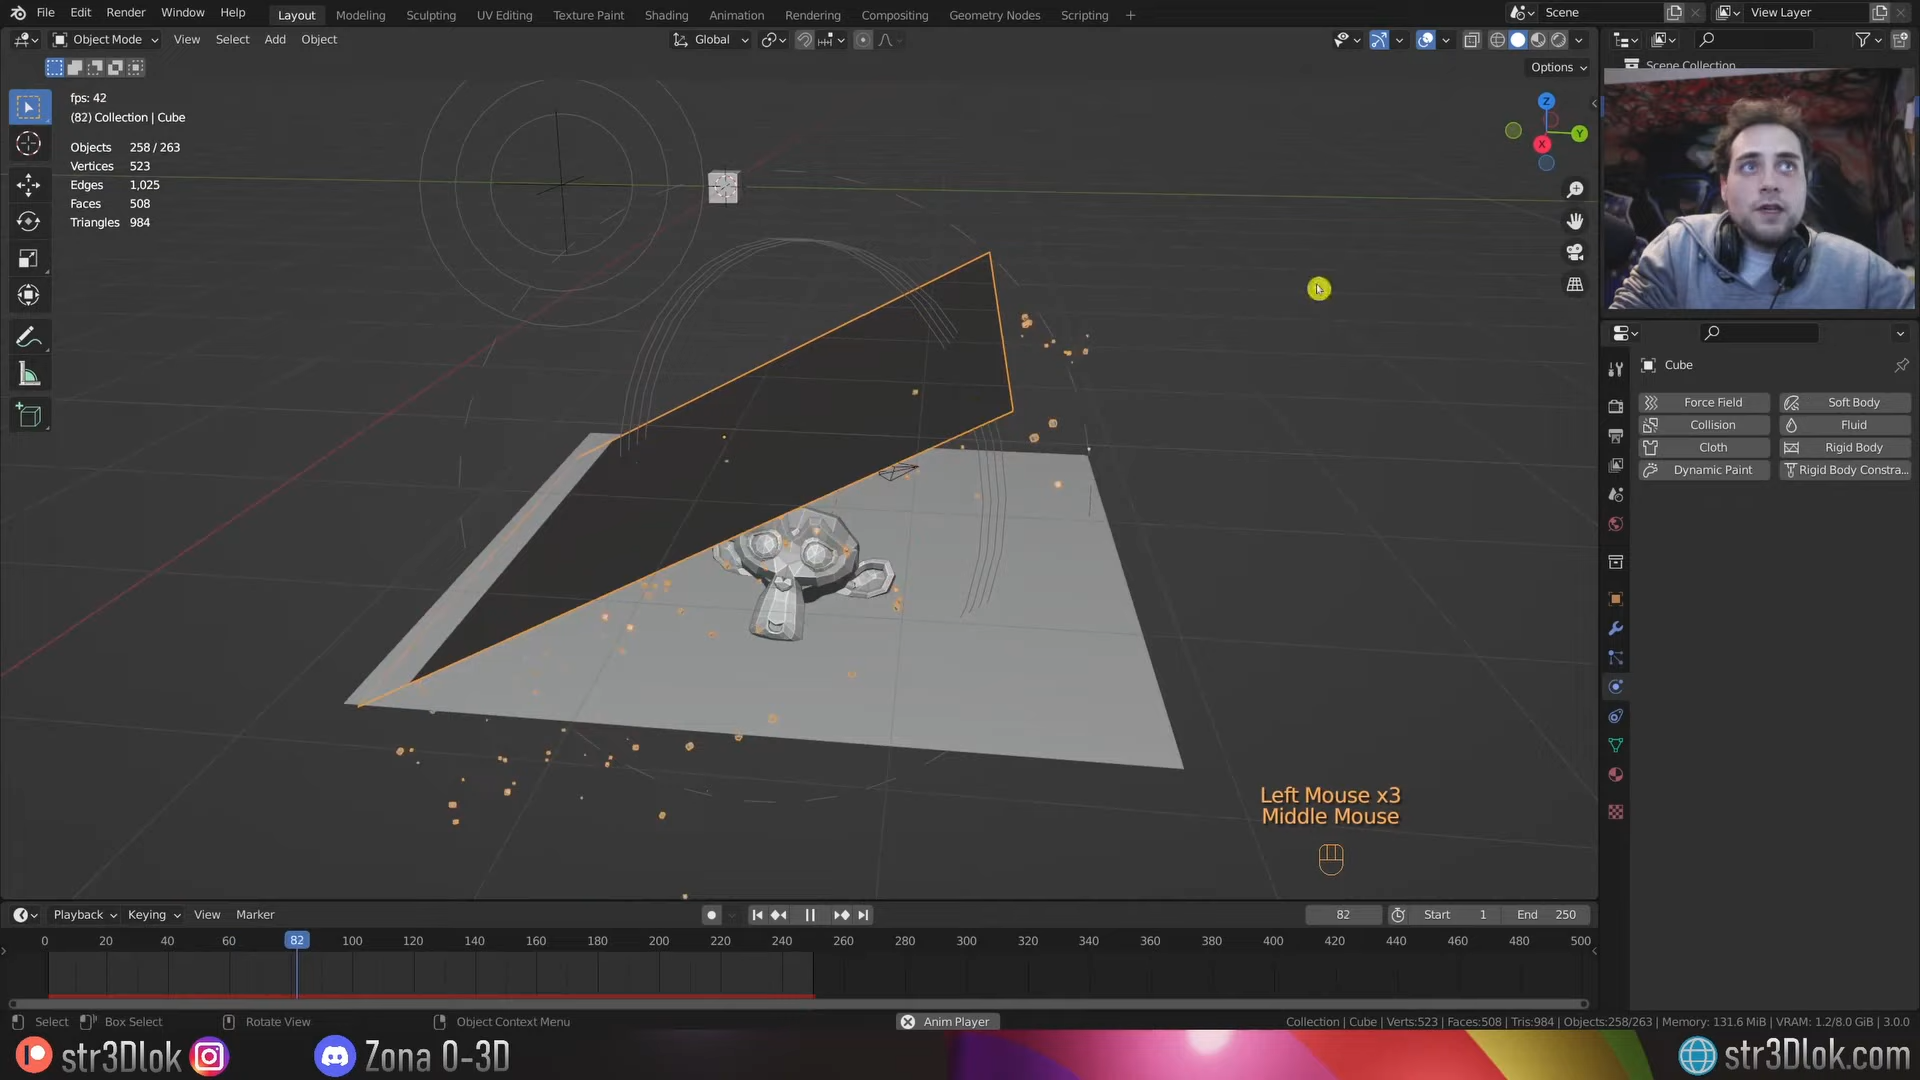 File Edit Render Window Help Layout Modeling Sculpting UV Editing Texture Paint Shading Animation Rendering Compositing Geometry Nodes Scripting + Scene View Layer
Object Mode View Select Add Object Global
Options
Scene Collection
fps: 42
(82) Collection | Cube
Objects 258 / 263
Vertices 523
Edges 1,025
Faces 508
Triangles 984
Z
Y
X
Cube
Force Field Soft Body
Collision Fluid
Cloth Rigid Body
Dynamic Paint Rigid Body Constra...
Left Mouse x3
Middle Mouse
Playback Keying View Marker 82 Start 1 End 250
0 20 40 60 82 100 120 140 160 180 200 220 240 260 280 300 320 340 360 380 400 420 440 460 480 500
Select Box Select Rotate View Object Context Menu Anim Player Collection | Cube | Verts:523 | Faces:508 | Tris:984 | Objects:258/263 | Memory: 131.6 MiB | VRAM: 1.2/8.0 GiB | 3.0.0
str3Dlok Zona 0-3D str3Dlok.com